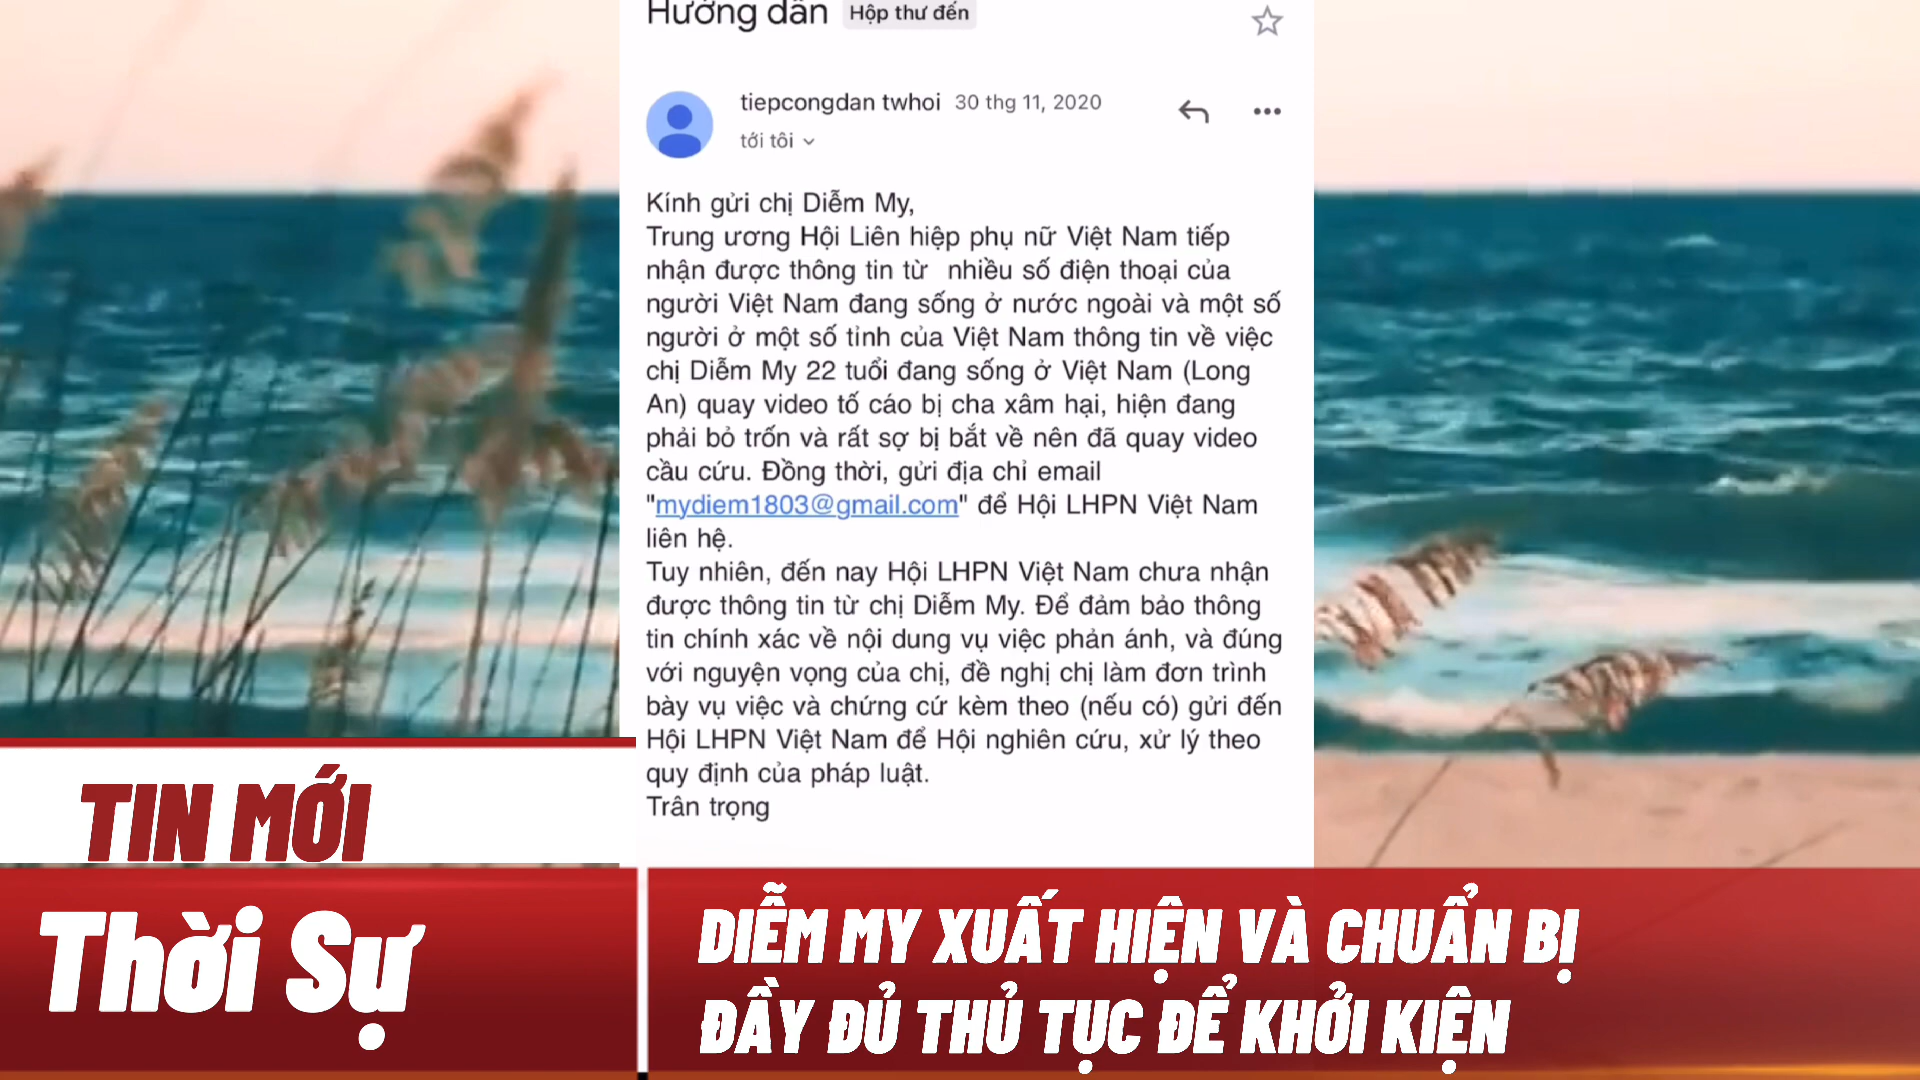 Hướng dẫn Hộp thư đến
tiepcongdan twhoi 30 thg 11, 2020
tới tôi
Kính gửi chị Diễm My,
Trung ương Hội Liên hiệp phụ nữ Việt Nam tiếp
nhận được thông tin từ nhiều số điện thoại của
người Việt Nam đang sống ở nước ngoài và một số
người ở một số tỉnh của Việt Nam thông tin về việc
chị Diễm My 22 tuổi đang sống ở Việt Nam (Long
An) quay video tố cáo bị cha xâm hại, hiện đang
phải bỏ trốn và rất sợ bị bắt về nên đã quay video
cầu cứu. Đồng thời, gửi địa chỉ email
"mydiem1803@gmail.com" để Hội LHPN Việt Nam
liên hệ.
Tuy nhiên, đến nay Hội LHPN Việt Nam chưa nhận
được thông tin từ chị Diễm My. Để đảm bảo thông
tin chính xác về nội dung vụ việc phản ánh, và đúng
với nguyện vọng của chị, đề nghị chị làm đơn trình
bày vụ việc và chứng cứ kèm theo (nếu có) gửi đến
Hội LHPN Việt Nam để Hội nghiên cứu, xử lý theo
quy định của pháp luật.
Trân trọng
TIN MỚI
Thời Sự
DIỄM MY XUẤT HIỆN VÀ CHUẨN BỊ
ĐẦY ĐỦ THỦ TỤC ĐỂ KHỞI KIỆN